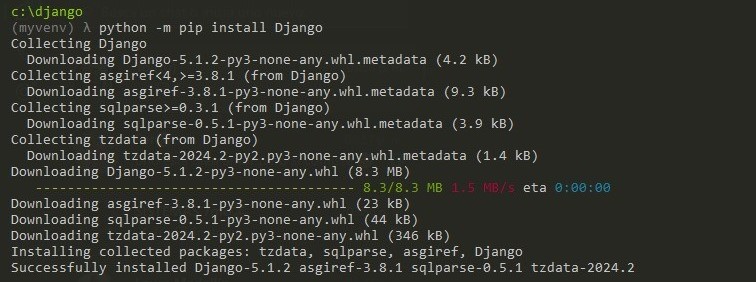 c:\django
(myvenv) λ python -m pip install Django
Collecting Django
  Downloading Django-5.1.2-py3-none-any.whl.metadata (4.2 kB)
Collecting asgiref<4,>=3.8.1 (from Django)
  Downloading asgiref-3.8.1-py3-none-any.whl.metadata (9.3 kB)
Collecting sqlparse>=0.3.1 (from Django)
  Downloading sqlparse-0.5.1-py3-none-any.whl.metadata (3.9 kB)
Collecting tzdata (from Django)
  Downloading tzdata-2024.2-py2.py3-none-any.whl.metadata (1.4 kB)
Downloading Django-5.1.2-py3-none-any.whl (8.3 MB)
   ---------------------------------------- 8.3/8.3 MB 1.5 MB/s eta 0:00:00
Downloading asgiref-3.8.1-py3-none-any.whl (23 kB)
Downloading sqlparse-0.5.1-py3-none-any.whl (44 kB)
Downloading tzdata-2024.2-py2.py3-none-any.whl (346 kB)
Installing collected packages: tzdata, sqlparse, asgiref, Django
Successfully installed Django-5.1.2 asgiref-3.8.1 sqlparse-0.5.1 tzdata-2024.2